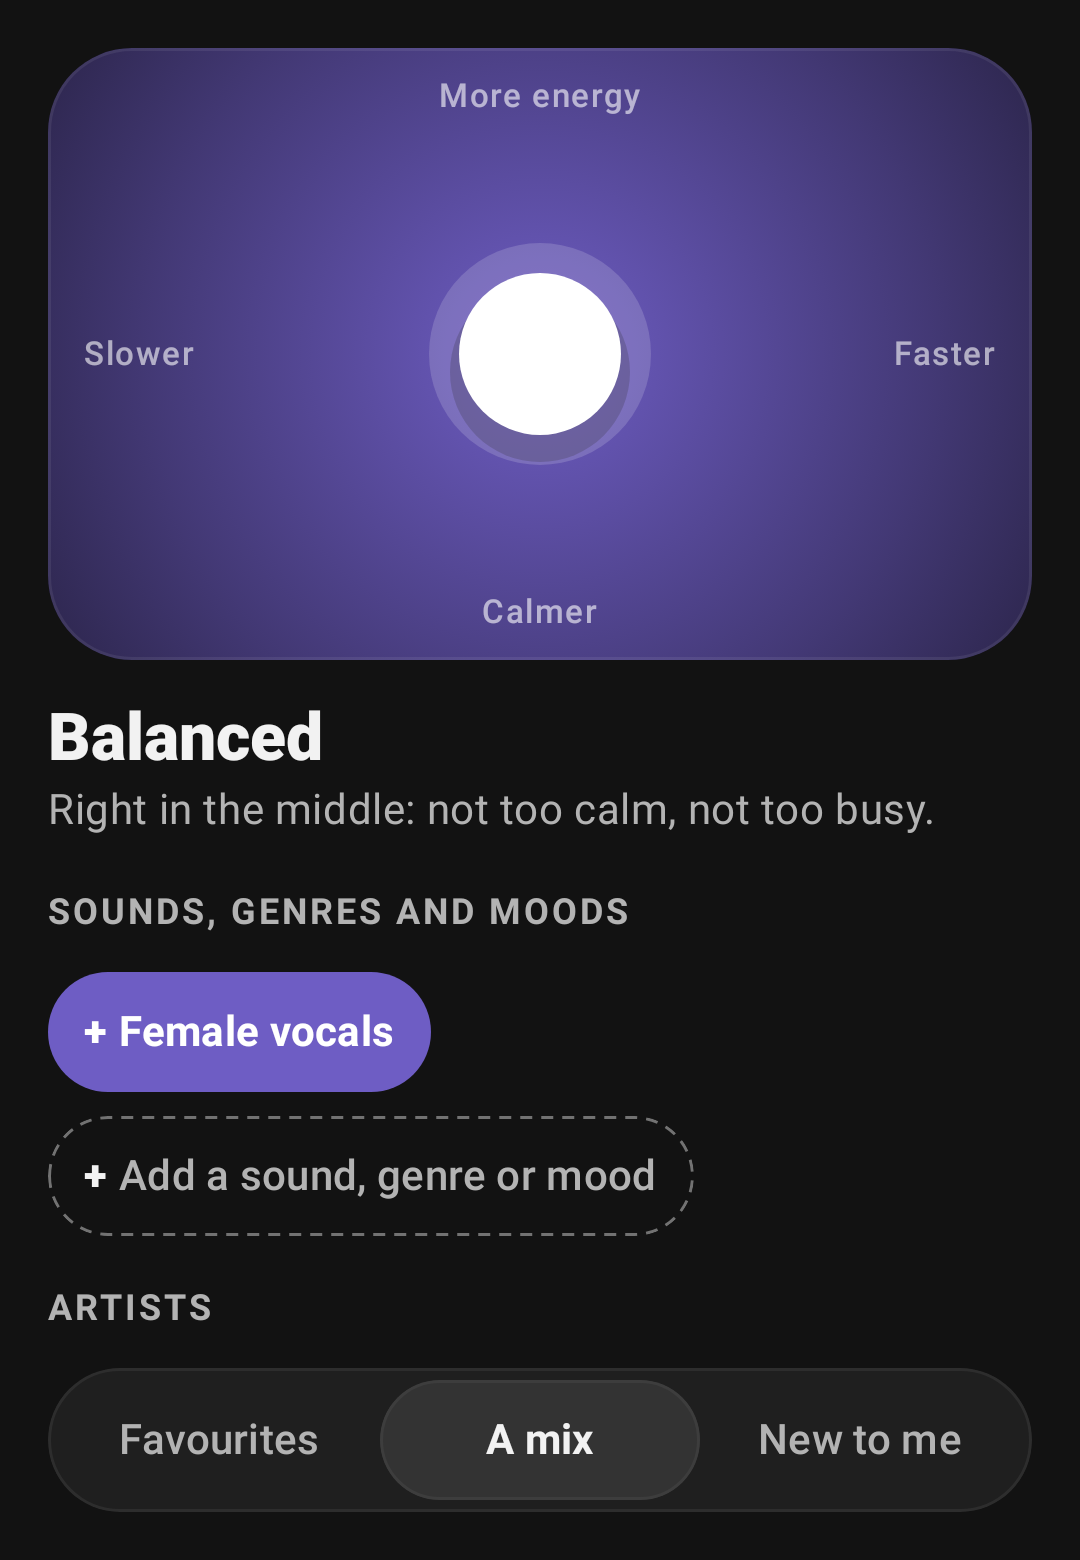 More energy
Slower
Faster
Calmer
Balanced
Right in the middle: not too calm, not too busy.
SOUNDS, GENRES AND MOODS
+ Female vocals
+ Add a sound, genre or mood
ARTISTS
Favourites
A mix
New to me